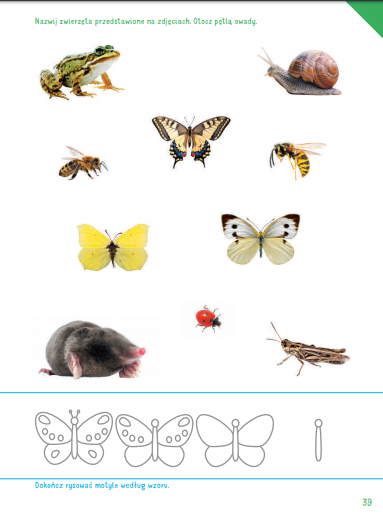 Nazwij zwierzęta przedstawione na zdjęciach. Otocz pętlą owady.
Dokończ rysować motyle według wzoru.
39